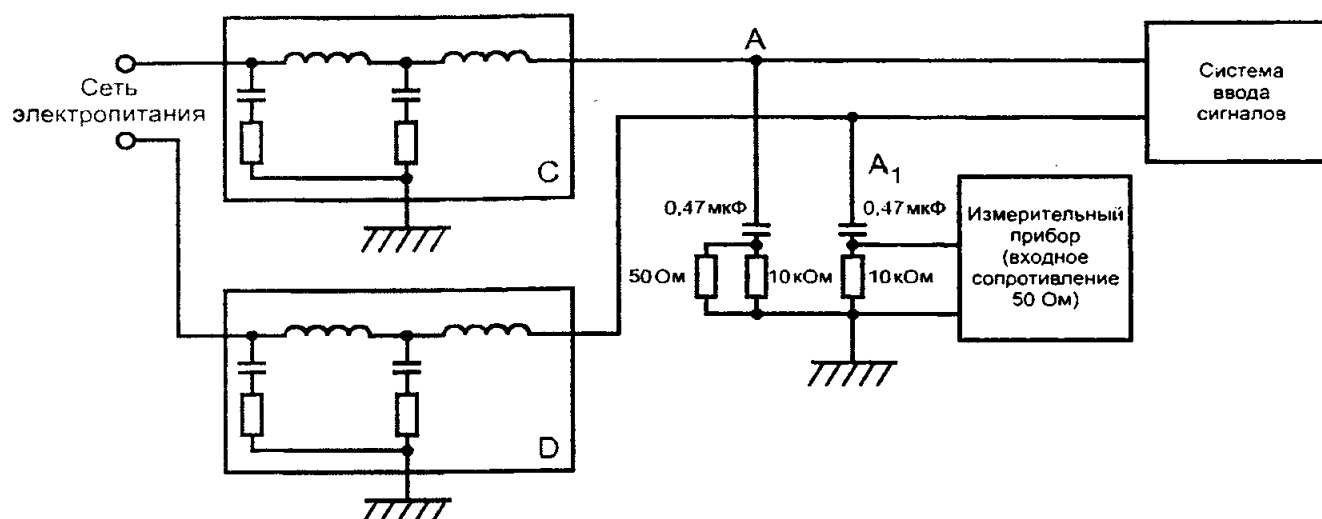 Сеть
электропитания
C
A
Система
ввода
сигналов
A₁
0,47 мкФ
0,47 мкФ
50 Ом
10 кОм
10 кОм
Измерительный
прибор
(входное
сопротивление
50 Ом)
D